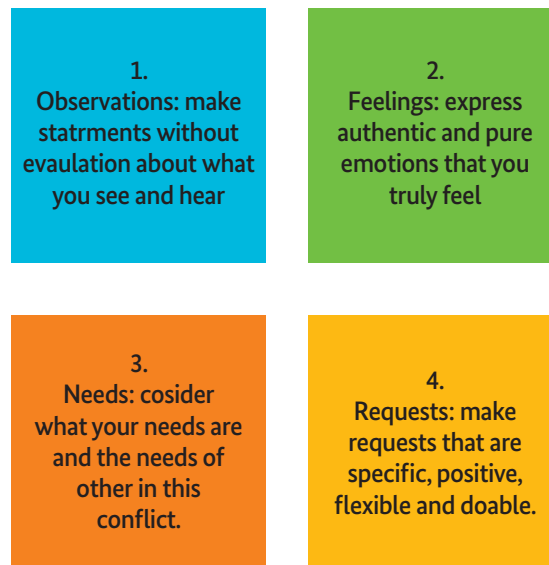 1.
Observations: make
statrments without
evaulation about what
you see and hear
2.
Feelings: express
authentic and pure
emotions that you
truly feel
3.
Needs: cosider
what your needs are
and the needs of
other in this
conflict.
4.
Requests: make
requests that are
specific, positive,
flexible and doable.